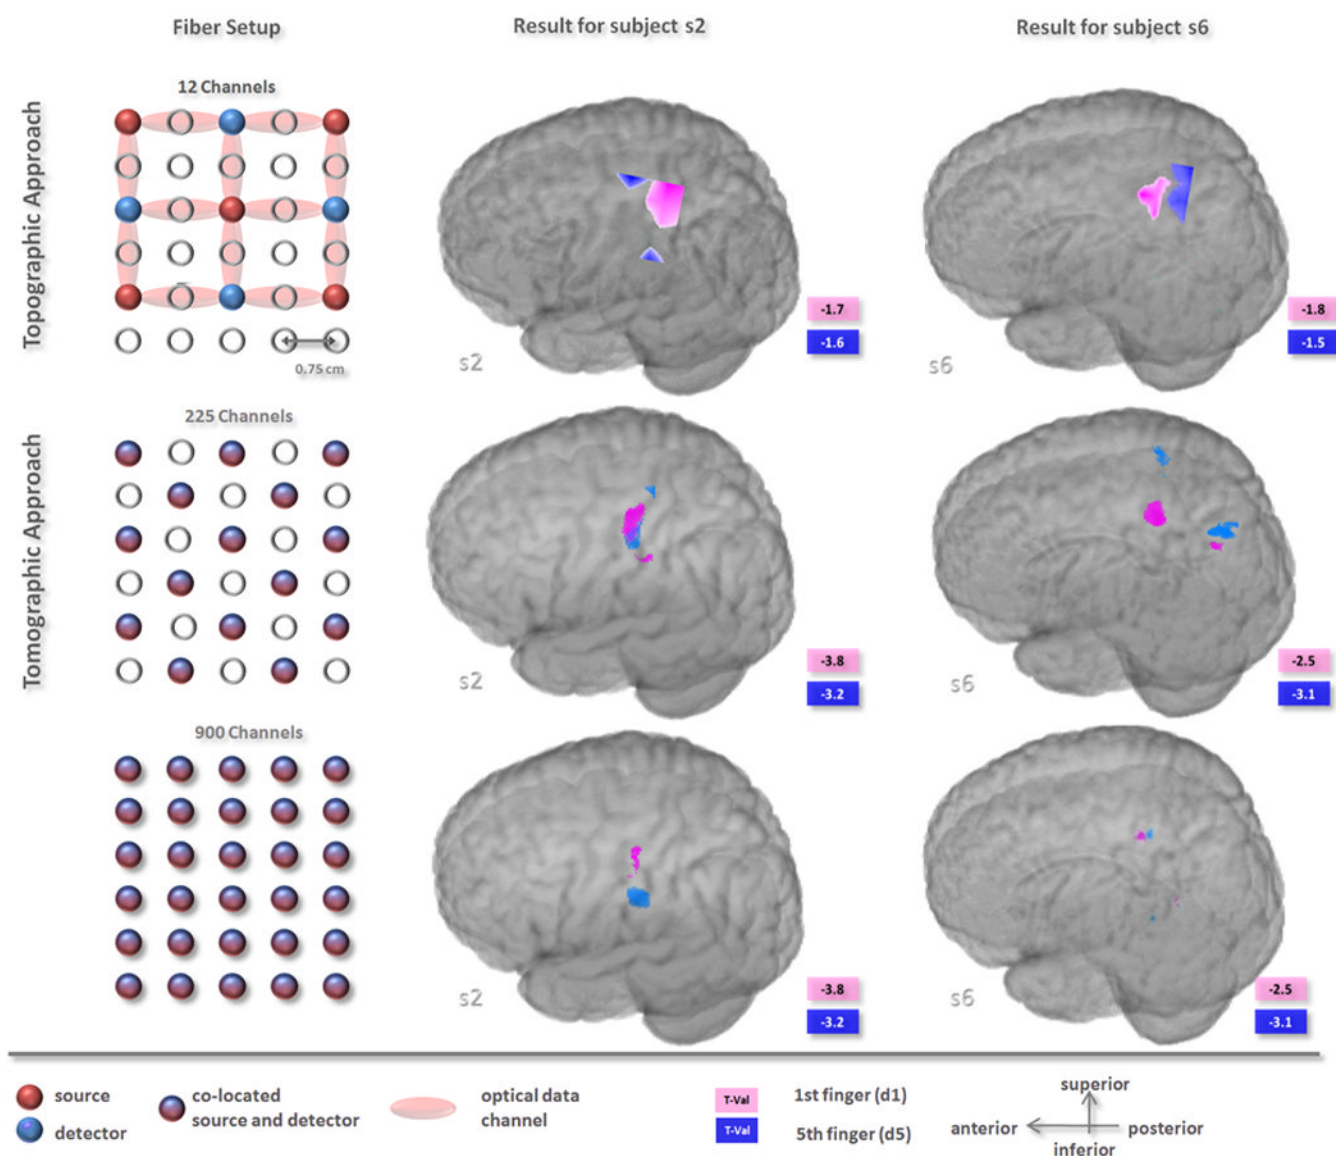 Fiber Setup
Result for subject s2
Result for subject s6
Topographic Approach
12 Channels
0.75 cm
s2
-1.7
-1.6
s6
-1.8
-1.5
Tomographic Approach
225 Channels
s2
-3.8
-3.2
s6
-2.5
-3.1
900 Channels
s2
-3.8
-3.2
s6
-2.5
-3.1
source
detector
co-located
source and detector
optical data
channel
T-Val
1st finger (d1)
T-Val
5th finger (d5)
superior
anterior
posterior
inferior